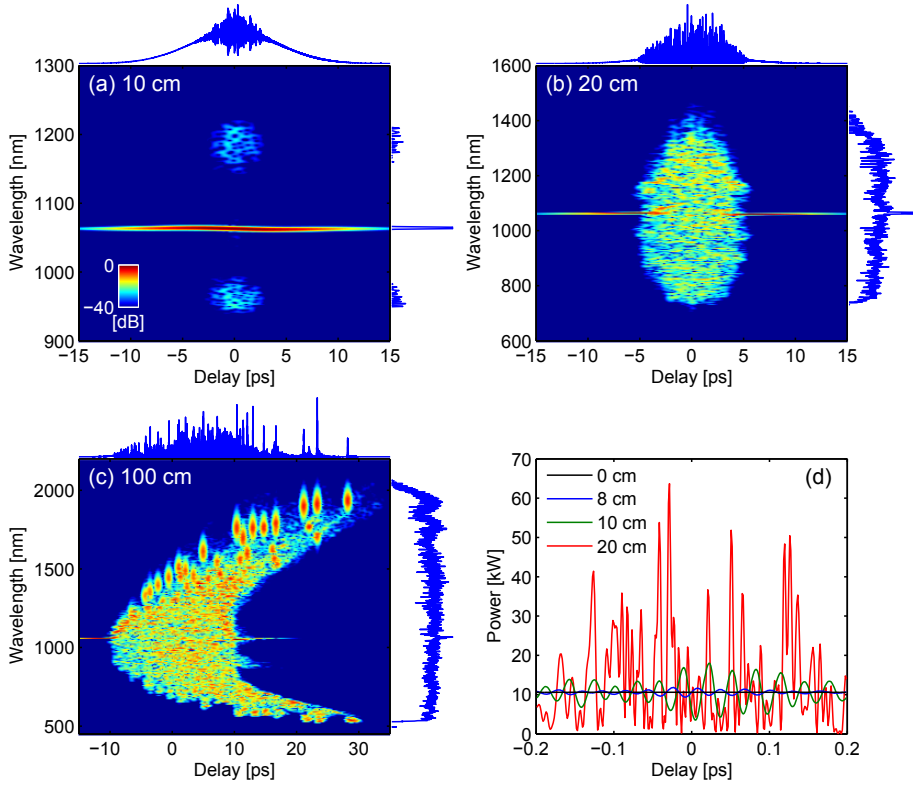 (a) 10 cm
1300
1200
1100
1000
900
Wavelength [nm]
0
−40
[dB]
−15 −10 −5 0 5 10 15
Delay [ps]
(b) 20 cm
1600
1400
1200
1000
800
600
Wavelength [nm]
−15 −10 −5 0 5 10 15
Delay [ps]
(c) 100 cm
2000
1500
1000
500
Wavelength [nm]
−10 0 10 20 30
Delay [ps]
(d)
0 cm
8 cm
10 cm
20 cm
70
60
50
40
30
20
10
0
Power [kW]
−0.2 −0.1 0 0.1 0.2
Delay [ps]